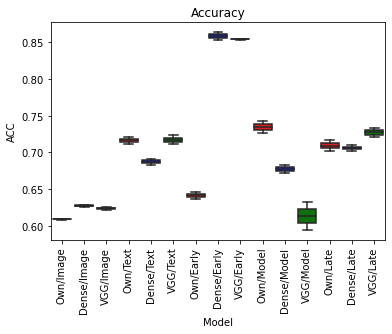 Accuracy
ACC
0.85
0.80
0.75
0.70
0.65
0.60
Own/Image
Dense/Image
VGG/Image
Own/Text
Dense/Text
VGG/Text
Own/Early
Dense/Early
VGG/Early
Own/Model
Dense/Model
VGG/Model
Own/Late
Dense/Late
VGG/Late
Model